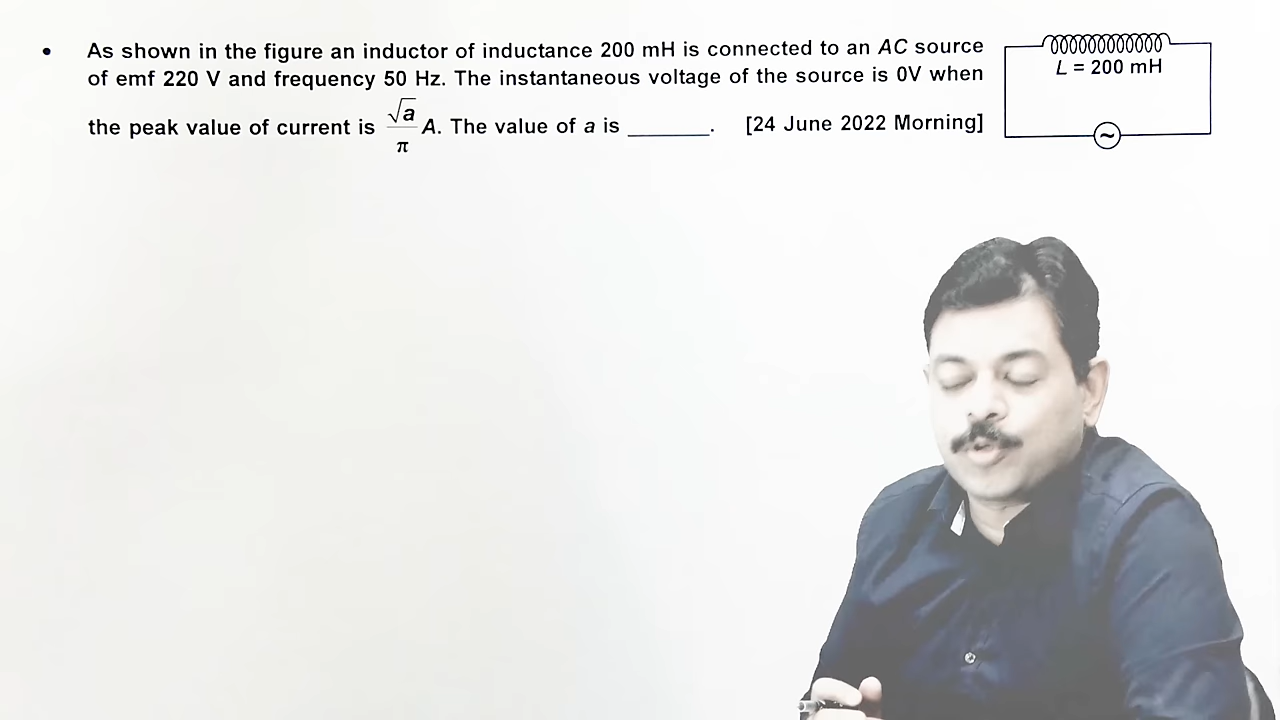 • As shown in the figure an inductor of inductance 200 mH is connected to an AC source
of emf 220 V and frequency 50 Hz. The instantaneous voltage of the source is 0V when
the peak value of current is √a/π A. The value of a is ______. [24 June 2022 Morning]
L = 200 mH
~